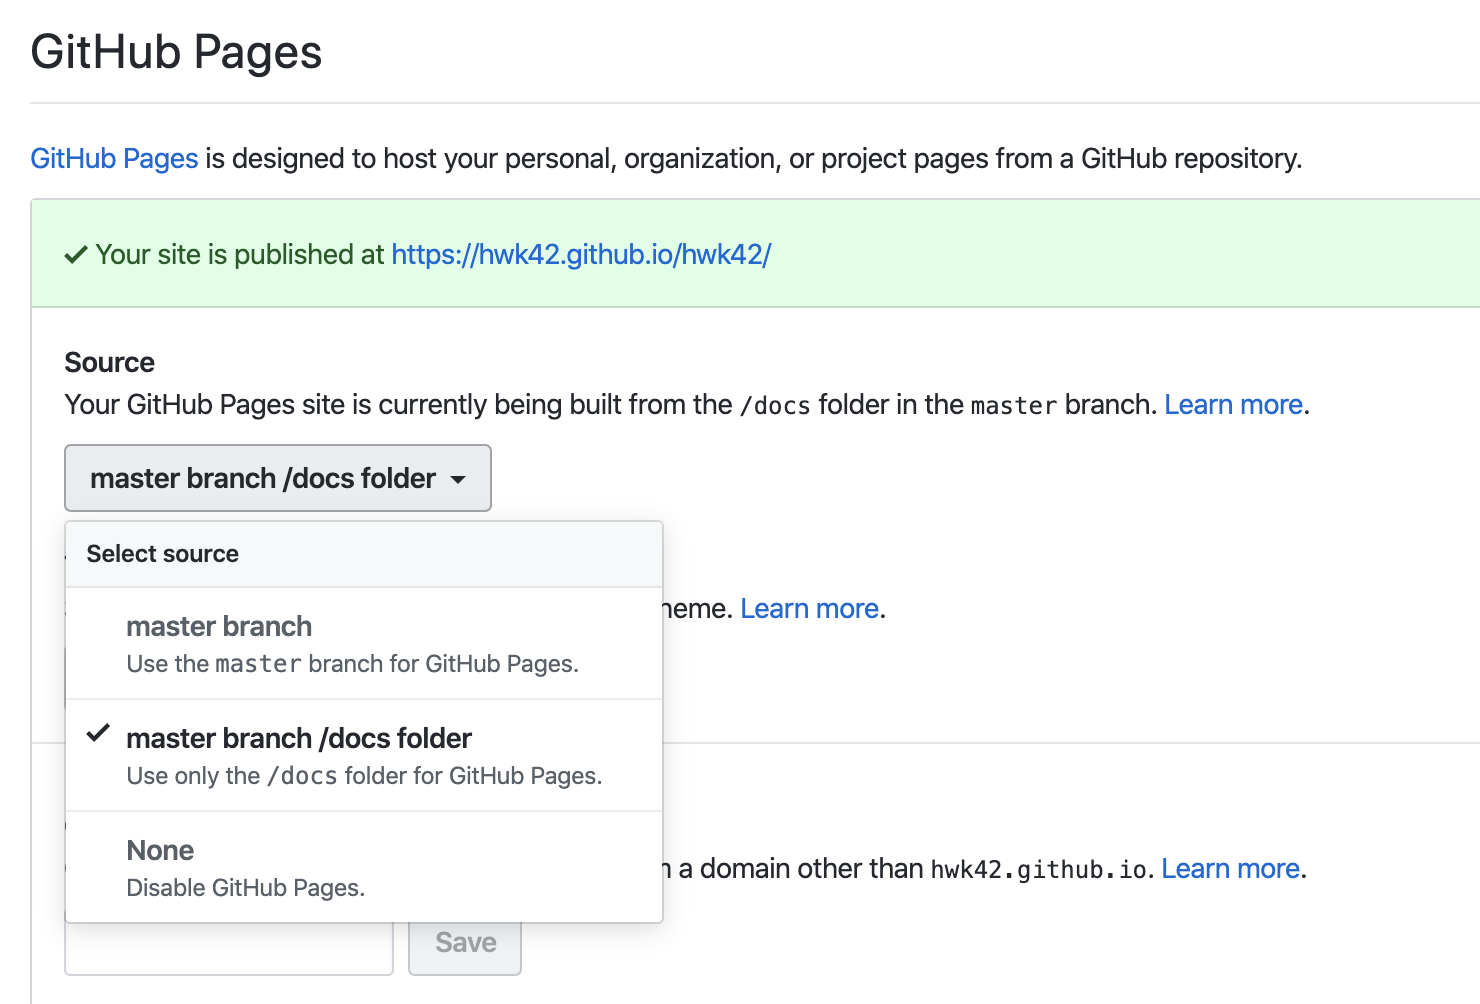 GitHub Pages
GitHub Pages is designed to host your personal, organization, or project pages from a GitHub repository.
Your site is published at https://hwk42.github.io/hwk42/
Source
Your GitHub Pages site is currently being built from the /docs folder in the master branch. Learn more.
master branch /docs folder
Select source
master branch
Use the master branch for GitHub Pages.
master branch /docs folder
Use only the /docs folder for GitHub Pages.
None
Disable GitHub Pages.
Learn more.
a domain other than hwk42.github.io. Learn more.
Save